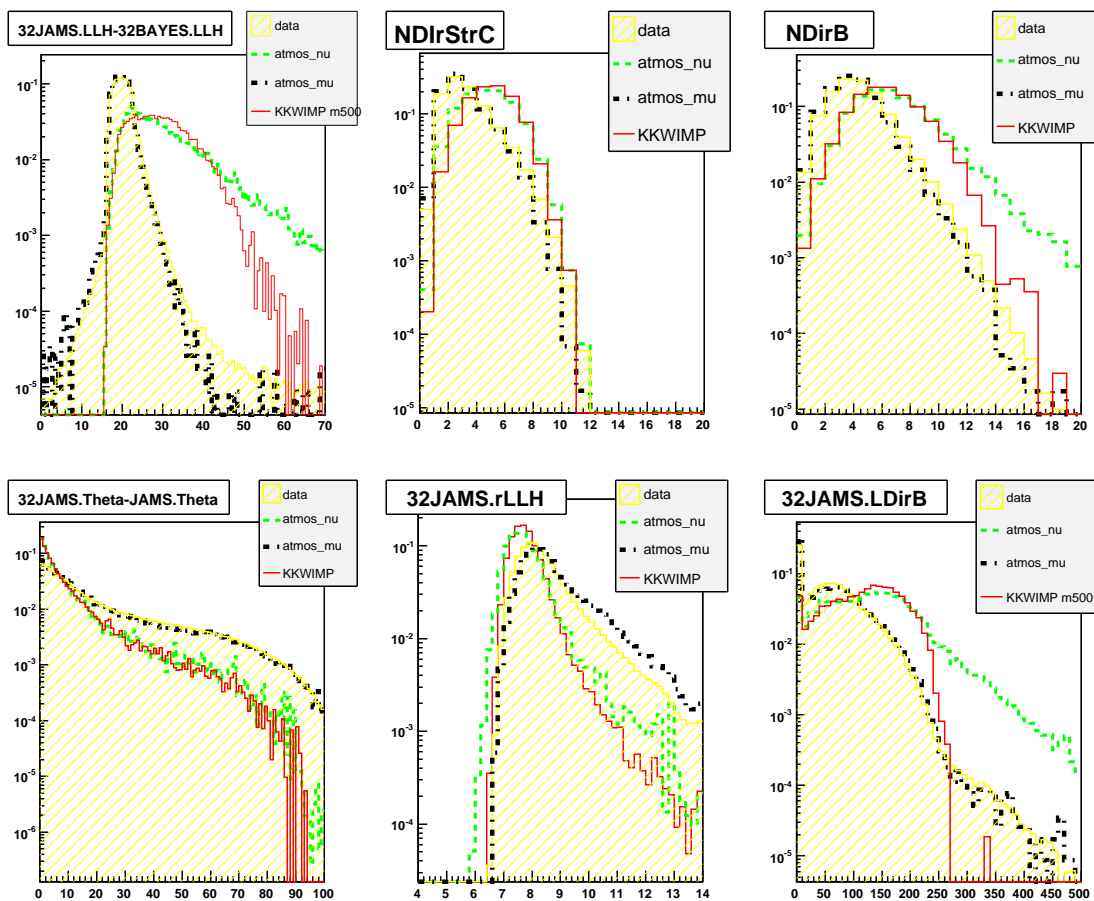 32JAMS.LLH-32BAYES.LLH
data
atmos_nu
atmos_mu
KKWIMP m500
10⁻¹
10⁻²
10⁻³
10⁻⁴
10⁻⁵
0 10 20 30 40 50 60 70
NDIrStrC
data
atmos_nu
atmos_mu
KKWIMP
10⁻¹
10⁻²
10⁻³
10⁻⁴
10⁻⁵
0 2 4 6 8 10 12 14 16 18 20
NDirB
data
atmos_nu
atmos_mu
KKWIMP
10⁻¹
10⁻²
10⁻³
10⁻⁴
10⁻⁵
0 2 4 6 8 10 12 14 16 18 20
32JAMS.Theta-JAMS.Theta
data
atmos_nu
atmos_mu
KKWIMP
10⁻¹
10⁻²
10⁻³
10⁻⁴
10⁻⁵
10⁻⁶
0 10 20 30 40 50 60 70 80 90 100
32JAMS.rLLH
data
atmos_nu
atmos_mu
KKWIMP
10⁻¹
10⁻²
10⁻³
10⁻⁴
4 5 6 7 8 9 10 11 12 13 14
32JAMS.LDirB
data
atmos_nu
atmos_mu
KKWIMP m500
10⁻¹
10⁻²
10⁻³
10⁻⁴
10⁻⁵
0 50 100 150 200 250 300 350 400 450 500